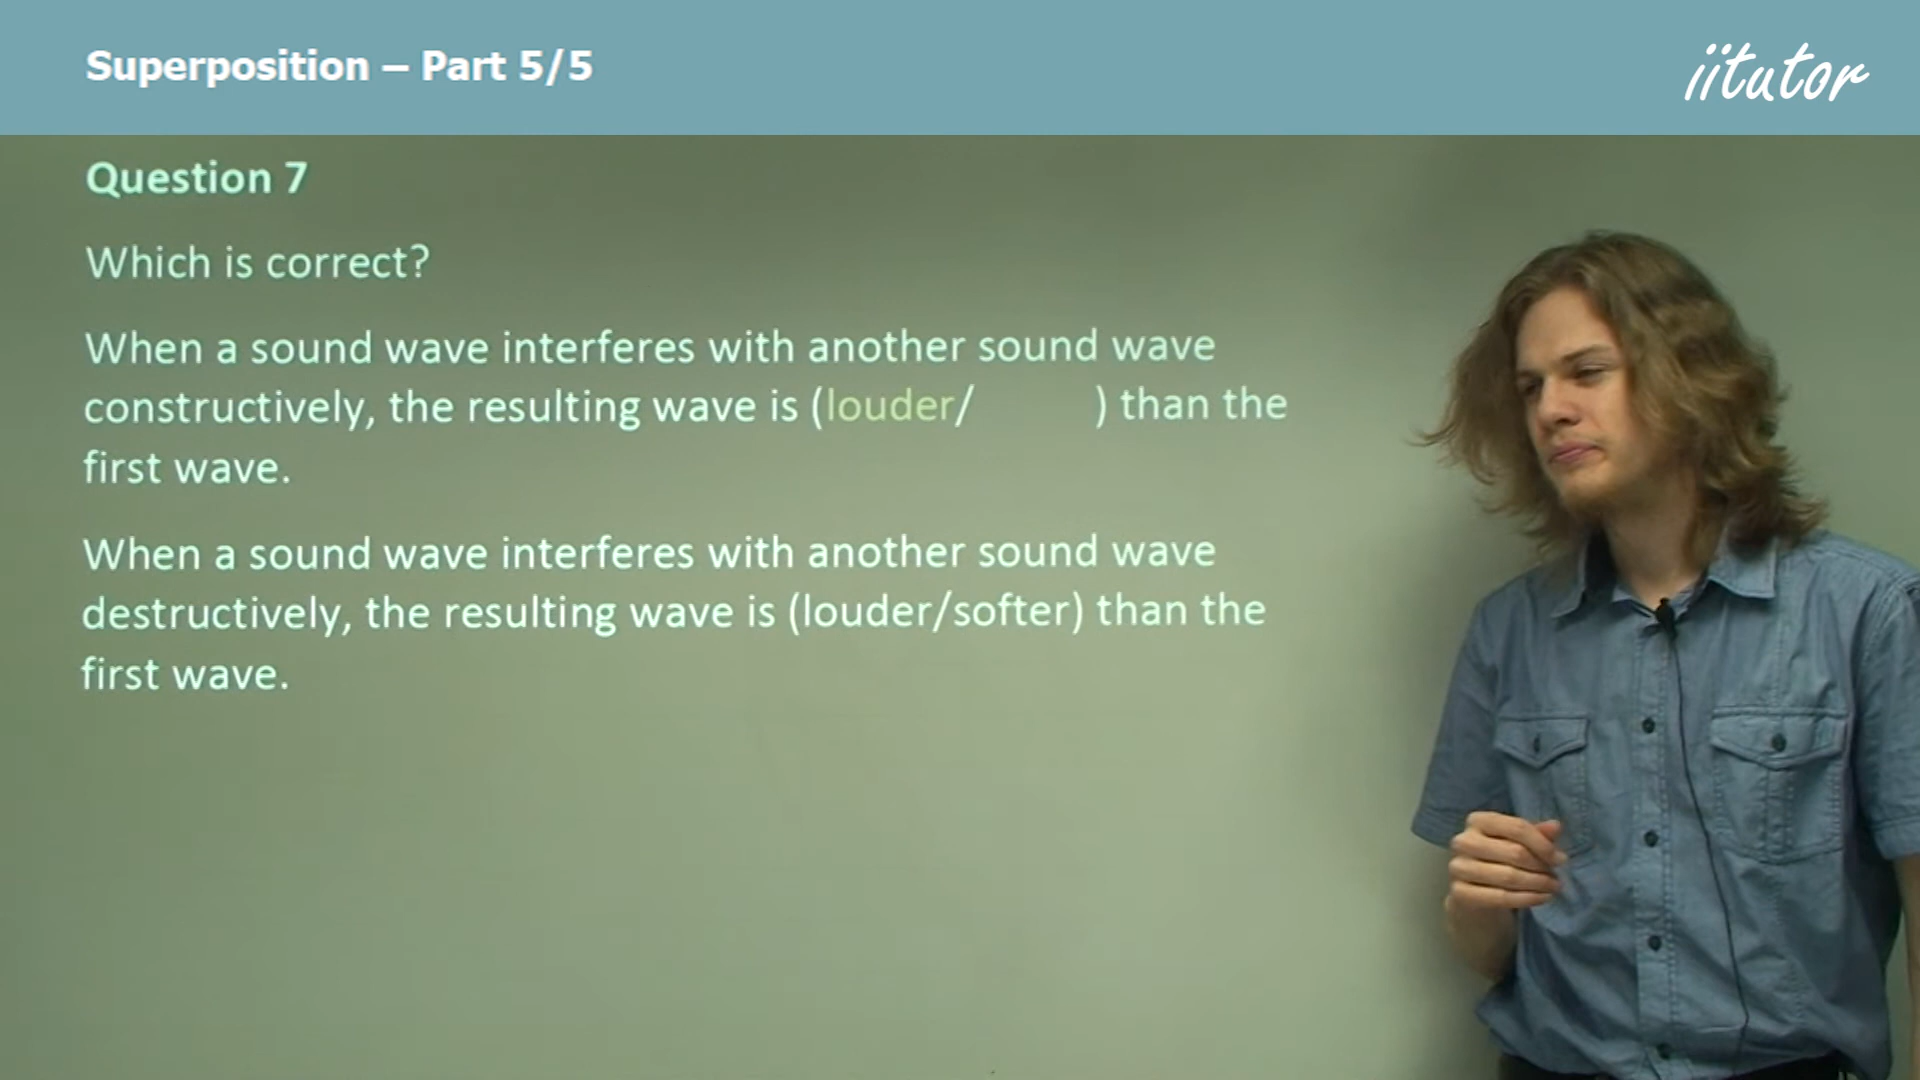 Superposition – Part 5/5
iitutor
Question 7
Which is correct?
When a sound wave interferes with another sound wave
constructively, the resulting wave is (louder/ ) than the
first wave.
When a sound wave interferes with another sound wave
destructively, the resulting wave is (louder/softer) than the
first wave.